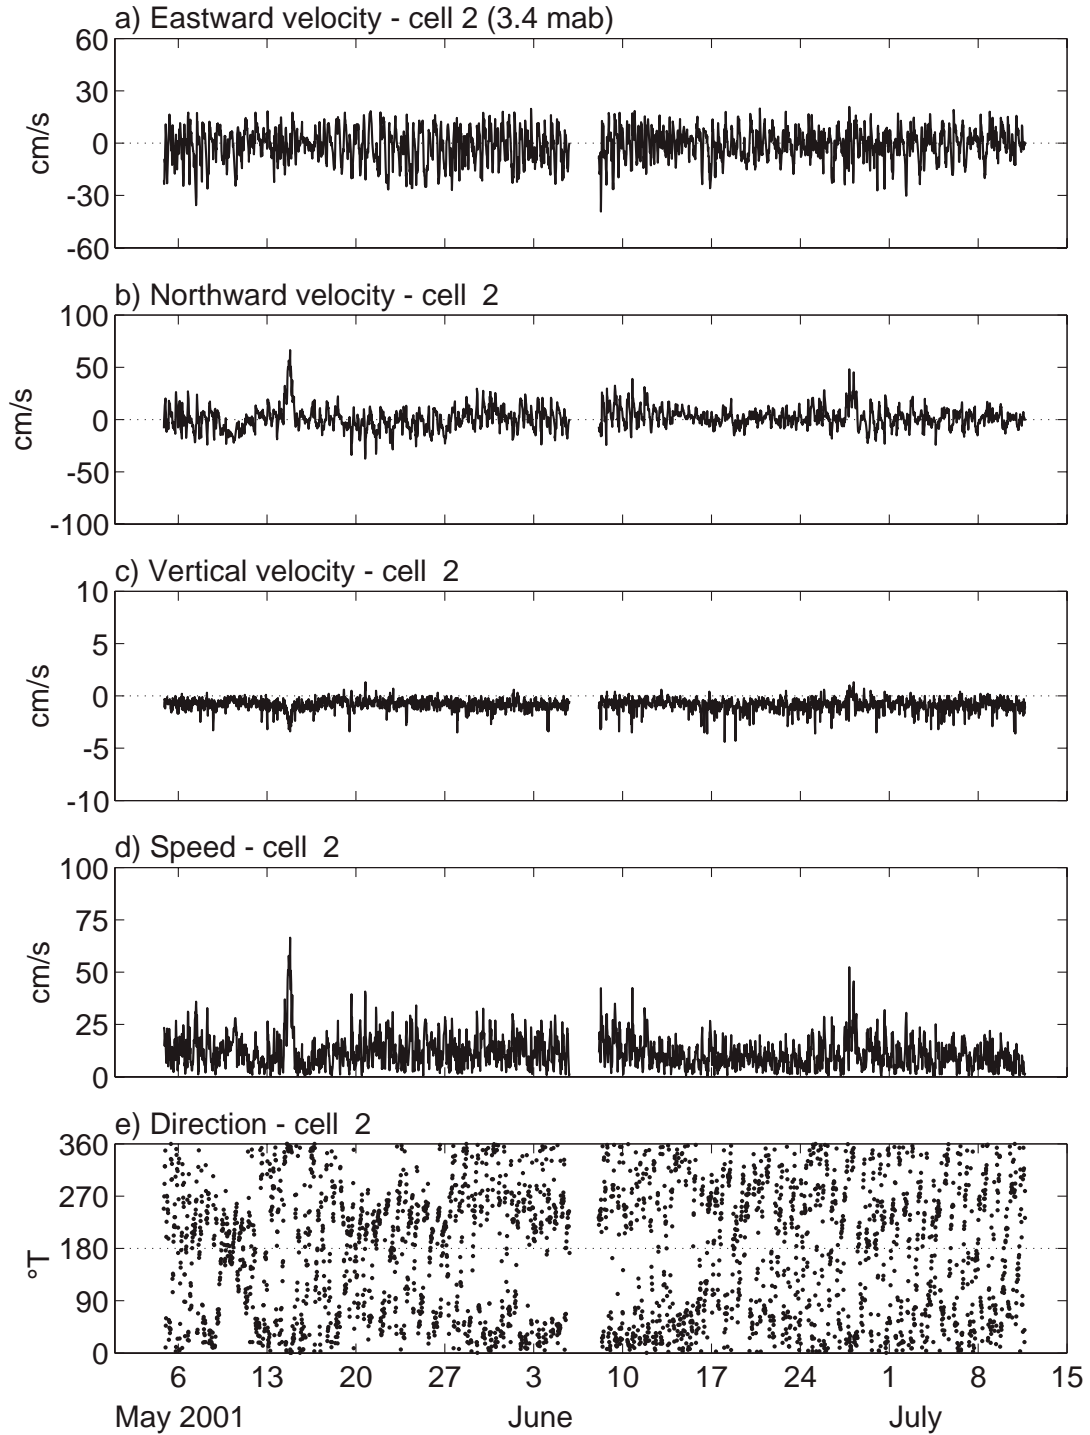 a) Eastward velocity - cell 2 (3.4 mab)
60
30
0
-30
-60
cm/s
b) Northward velocity - cell 2
100
50
0
-50
-100
cm/s
c) Vertical velocity - cell 2
10
5
0
-5
-10
cm/s
d) Speed - cell 2
100
75
50
25
0
cm/s
e) Direction - cell 2
360
270
180
90
0
°T
6 13 20 27 3 10 17 24 1 8 15
May 2001 June July